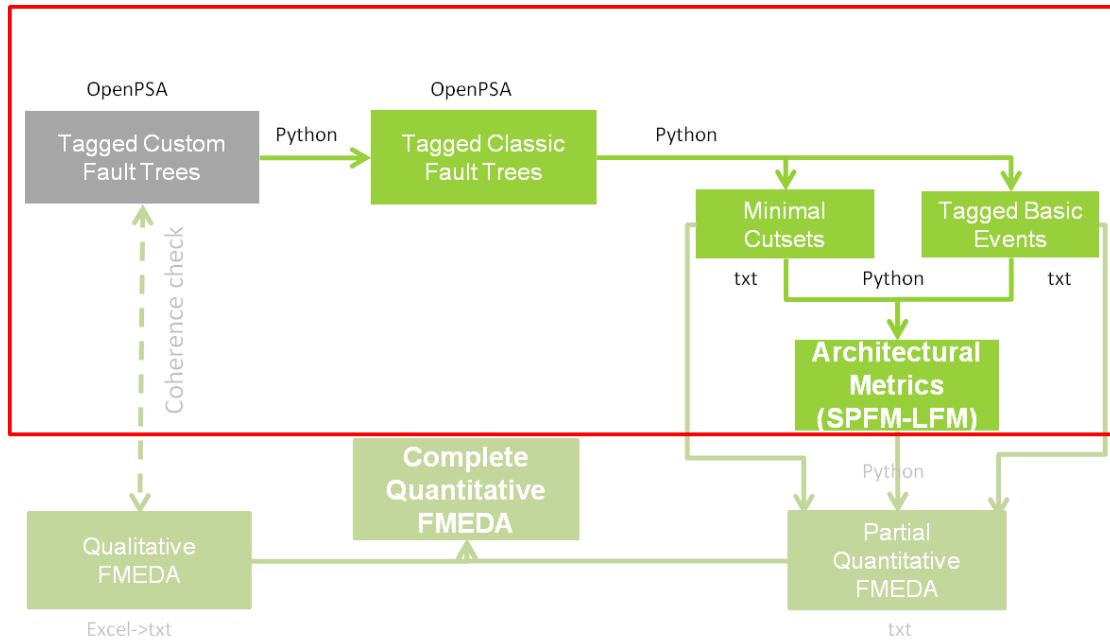 OpenPSA
OpenPSA
Tagged Custom
Fault Trees
Python
Tagged Classic
Fault Trees
Python
Minimal
Cutsets
Tagged Basic
Events
txt
Python
txt
Coherence check
Architectural
Metrics
(SPFM-LFM)
Complete
Quantitative
FMEDA
Python
Qualitative
FMEDA
Partial
Quantitative
FMEDA
Excel->txt
txt